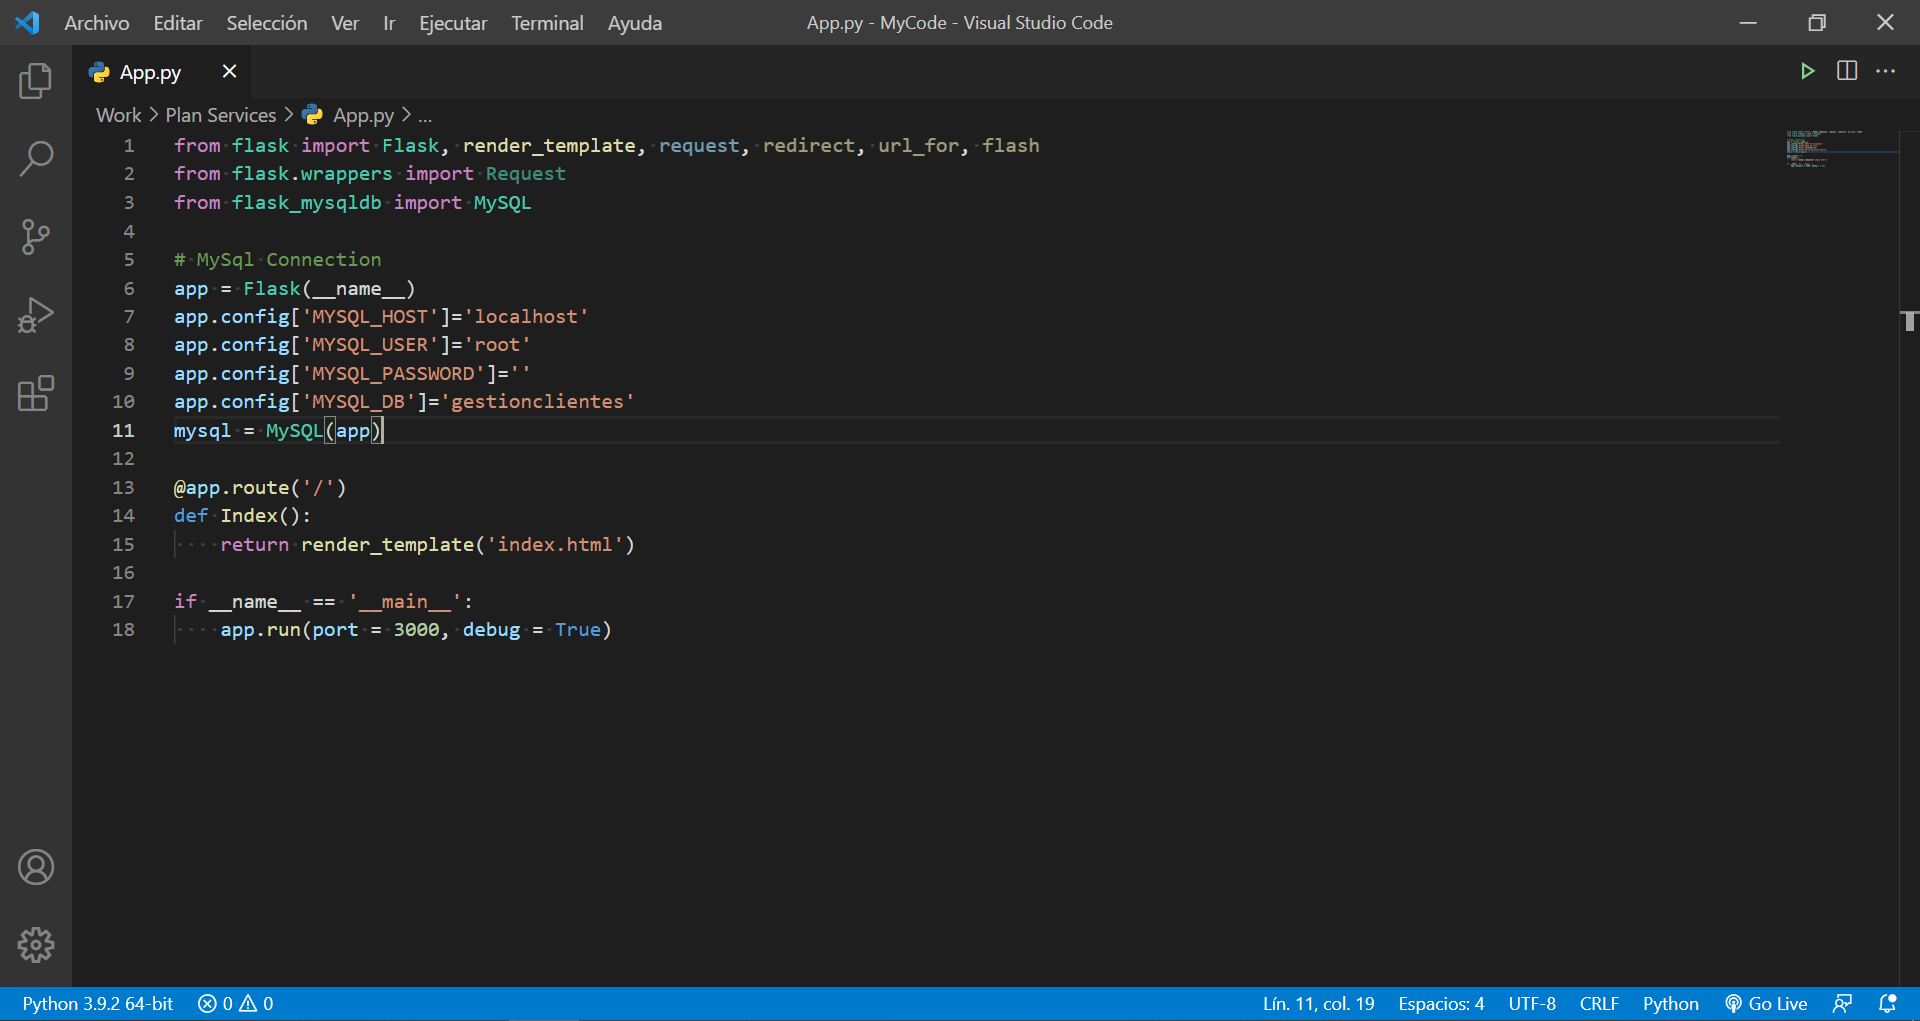 Archivo Editar Selección Ver Ir Ejecutar Terminal Ayuda App.py - MyCode - Visual Studio Code
App.py
Work > Plan Services > App.py > ...
1 from flask import Flask, render_template, request, redirect, url_for, flash
2 from flask.wrappers import Request
3 from flask_mysqldb import MySQL
4
5 # MySql Connection
6 app = Flask(__name__)
7 app.config['MYSQL_HOST']='localhost'
8 app.config['MYSQL_USER']='root'
9 app.config['MYSQL_PASSWORD']=''
10 app.config['MYSQL_DB']='gestionclientes'
11 mysql = MySQL(app)
12
13 @app.route('/')
14 def Index():
15     return render_template('index.html')
16
17 if __name__ == '__main__':
18     app.run(port = 3000, debug = True)
Python 3.9.2 64-bit 0 0 Lín. 11, col. 19 Espacios: 4 UTF-8 CRLF Python Go Live